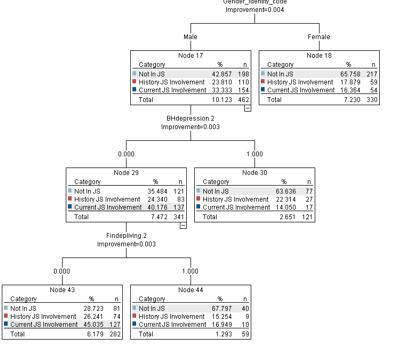 Gender_Identity_code
Improvement=0.004
Male
Female
Node 17
Category % n
Not In JS 42.857 198
History JS Involvement 23.810 110
Current JS Involvement 33.333 154
Total 10.123 462
Node 18
Category % n
Not In JS 65.758 217
History JS Involvement 17.879 59
Current JS Involvement 16.364 54
Total 7.230 330
BHdepression.2
Improvement=0.003
0.000
1.000
Node 29
Category % n
Not In JS 35.484 121
History JS Involvement 24.340 83
Current JS Involvement 40.176 137
Total 7.472 341
Node 30
Category % n
Not In JS 63.636 77
History JS Involvement 22.314 27
Current JS Involvement 14.050 17
Total 2.651 121
Findepliving.2
Improvement=0.003
0.000
1.000
Node 43
Category % n
Not In JS 28.723 81
History JS Involvement 26.241 74
Current JS Involvement 45.035 127
Total 6.179 282
Node 44
Category % n
Not In JS 67.797 40
History JS Involvement 15.254 9
Current JS Involvement 16.949 10
Total 1.293 59